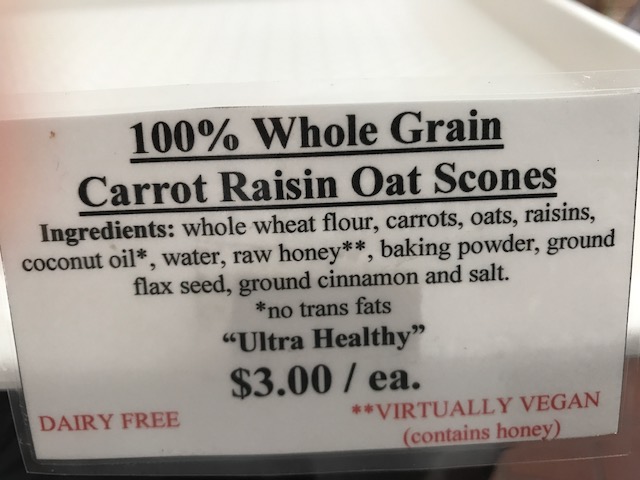 100% Whole Grain
Carrot Raisin Oat Scones
Ingredients: whole wheat flour, carrots, oats, raisins,
coconut oil*, water, raw honey**, baking powder, ground
flax seed, ground cinnamon and salt.
*no trans fats
“Ultra Healthy”
$3.00 / ea.
DAIRY FREE
**VIRTUALLY VEGAN
(contains honey)